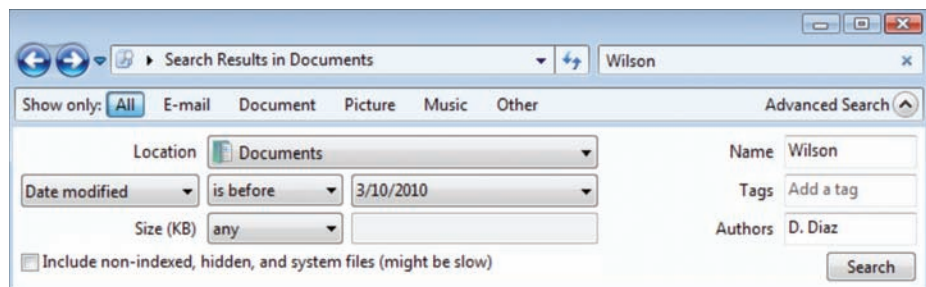 Search Results in Documents Wilson
Show only: All E-mail Document Picture Music Other Advanced Search
Location Documents Name Wilson
Date modified is before 3/10/2010 Tags Add a tag
Size (KB) any Authors D. Diaz
Include non-indexed, hidden, and system files (might be slow) Search